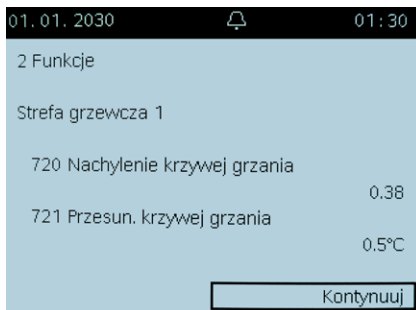 01.01.2030 01:30
2 Funkcje
Strefa grzewcza 1
720 Nachylenie krzywej grzania
0.38
721 Przesun. krzywej grzania
0.5°C
Kontynuuj